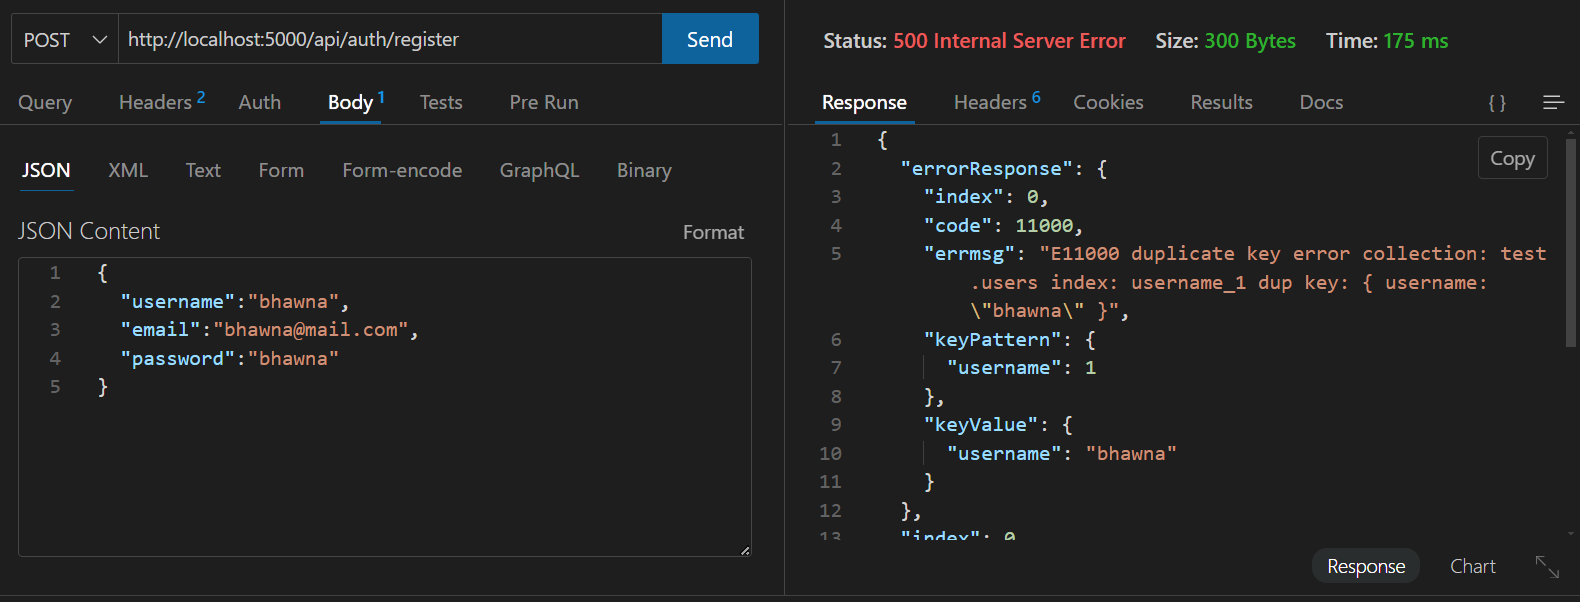 POST http://localhost:5000/api/auth/register Send
Query Headers 2 Auth Body 1 Tests Pre Run
JSON XML Text Form Form-encode GraphQL Binary
JSON Content Format
1 {
2 "username":"bhawna",
3 "email":"bhawna@mail.com",
4 "password":"bhawna"
5 }
Status: 500 Internal Server Error Size: 300 Bytes Time: 175 ms
Response Headers 6 Cookies Results Docs { }
Copy
1 {
2 "errorResponse": {
3 "index": 0,
4 "code": 11000,
5 "errmsg": "E11000 duplicate key error collection: test
.users index: username_1 dup key: { username:
\"bhawna\" }",
6 "keyPattern": {
7 "username": 1
8 },
9 "keyValue": {
10 "username": "bhawna"
11 }
12 },
13 "index": 0
Response Chart